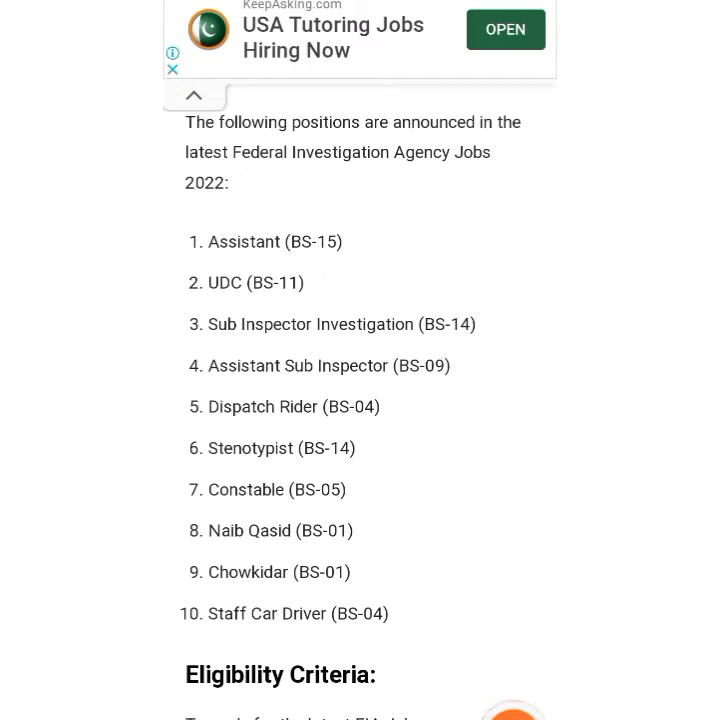 KeepAsking.com
USA Tutoring Jobs
Hiring Now
OPEN
The following positions are announced in the
latest Federal Investigation Agency Jobs
2022:
1. Assistant (BS-15)
2. UDC (BS-11)
3. Sub Inspector Investigation (BS-14)
4. Assistant Sub Inspector (BS-09)
5. Dispatch Rider (BS-04)
6. Stenotypist (BS-14)
7. Constable (BS-05)
8. Naib Qasid (BS-01)
9. Chowkidar (BS-01)
10. Staff Car Driver (BS-04)
Eligibility Criteria: